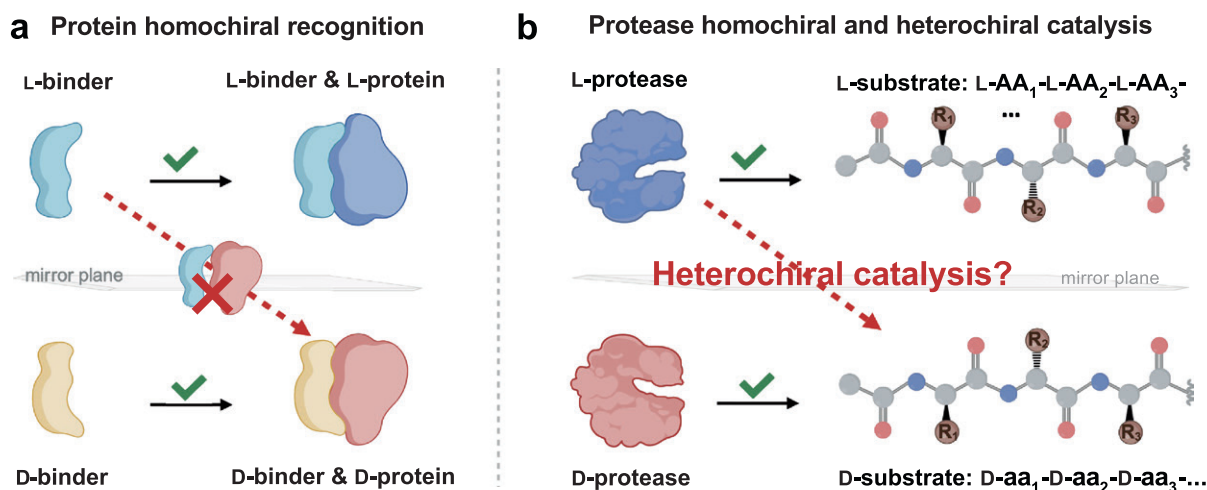 a Protein homochiral recognition
L-binder
L-binder & L-protein
mirror plane
D-binder
D-binder & D-protein
b Protease homochiral and heterochiral catalysis
L-protease
L-substrate: L-AA1-L-AA2-L-AA3-
...
R1
R3
R2
Heterochiral catalysis?
mirror plane
R2
R1
R3
D-protease
D-substrate: D-aa1-D-aa2-D-aa3-...